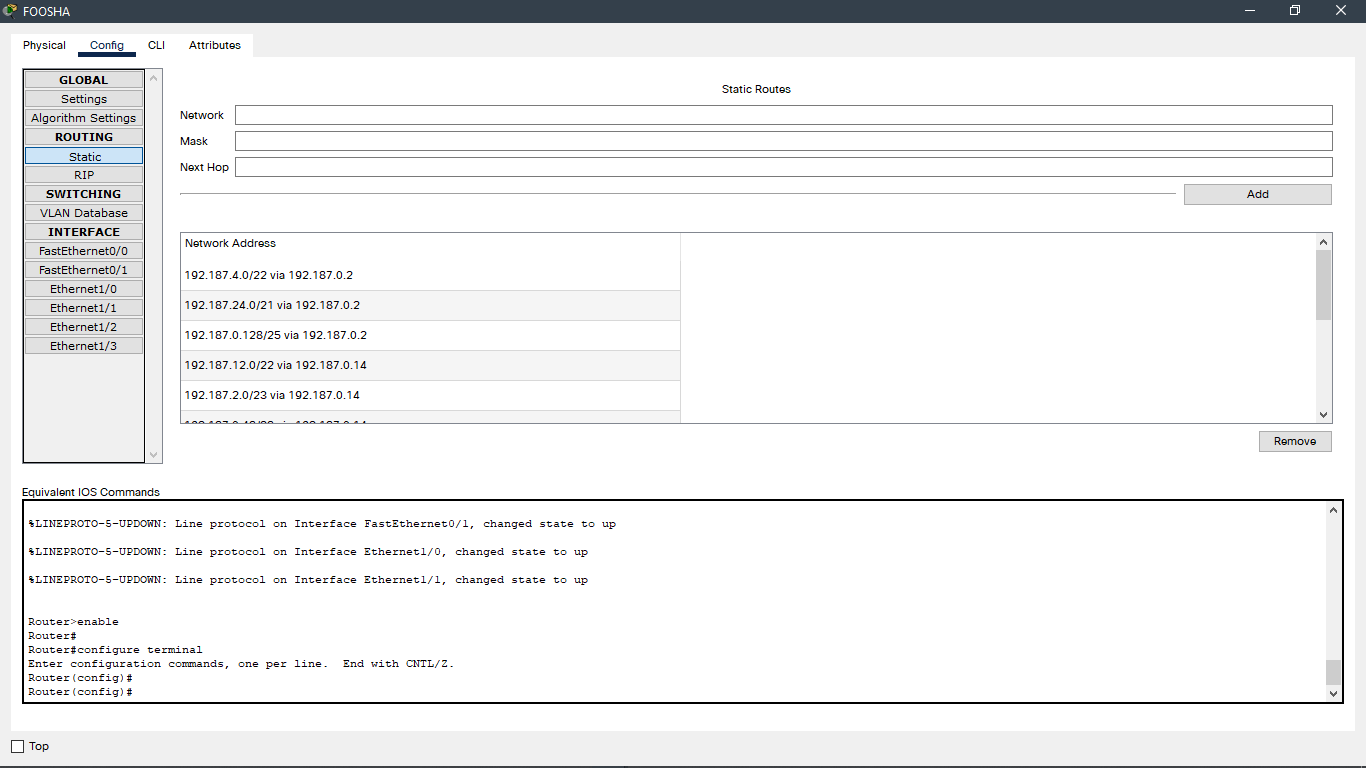 FOOSHA
Physical Config CLI Attributes
GLOBAL
Settings
Algorithm Settings
ROUTING
Static
RIP
SWITCHING
VLAN Database
INTERFACE
FastEthernet0/0
FastEthernet0/1
Ethernet1/0
Ethernet1/1
Ethernet1/2
Ethernet1/3
Static Routes
Network
Mask
Next Hop
Add
Network Address
192.187.4.0/22 via 192.187.0.2
192.187.24.0/21 via 192.187.0.2
192.187.0.128/25 via 192.187.0.2
192.187.12.0/22 via 192.187.0.14
192.187.2.0/23 via 192.187.0.14
Remove
Equivalent IOS Commands
%LINEPROTO-5-UPDOWN: Line protocol on Interface FastEthernet0/1, changed state to up
%LINEPROTO-5-UPDOWN: Line protocol on Interface Ethernet1/0, changed state to up
%LINEPROTO-5-UPDOWN: Line protocol on Interface Ethernet1/1, changed state to up
Router>enable
Router#
Router#configure terminal
Enter configuration commands, one per line.  End with CNTL/Z.
Router(config)#
Router(config)#
Top